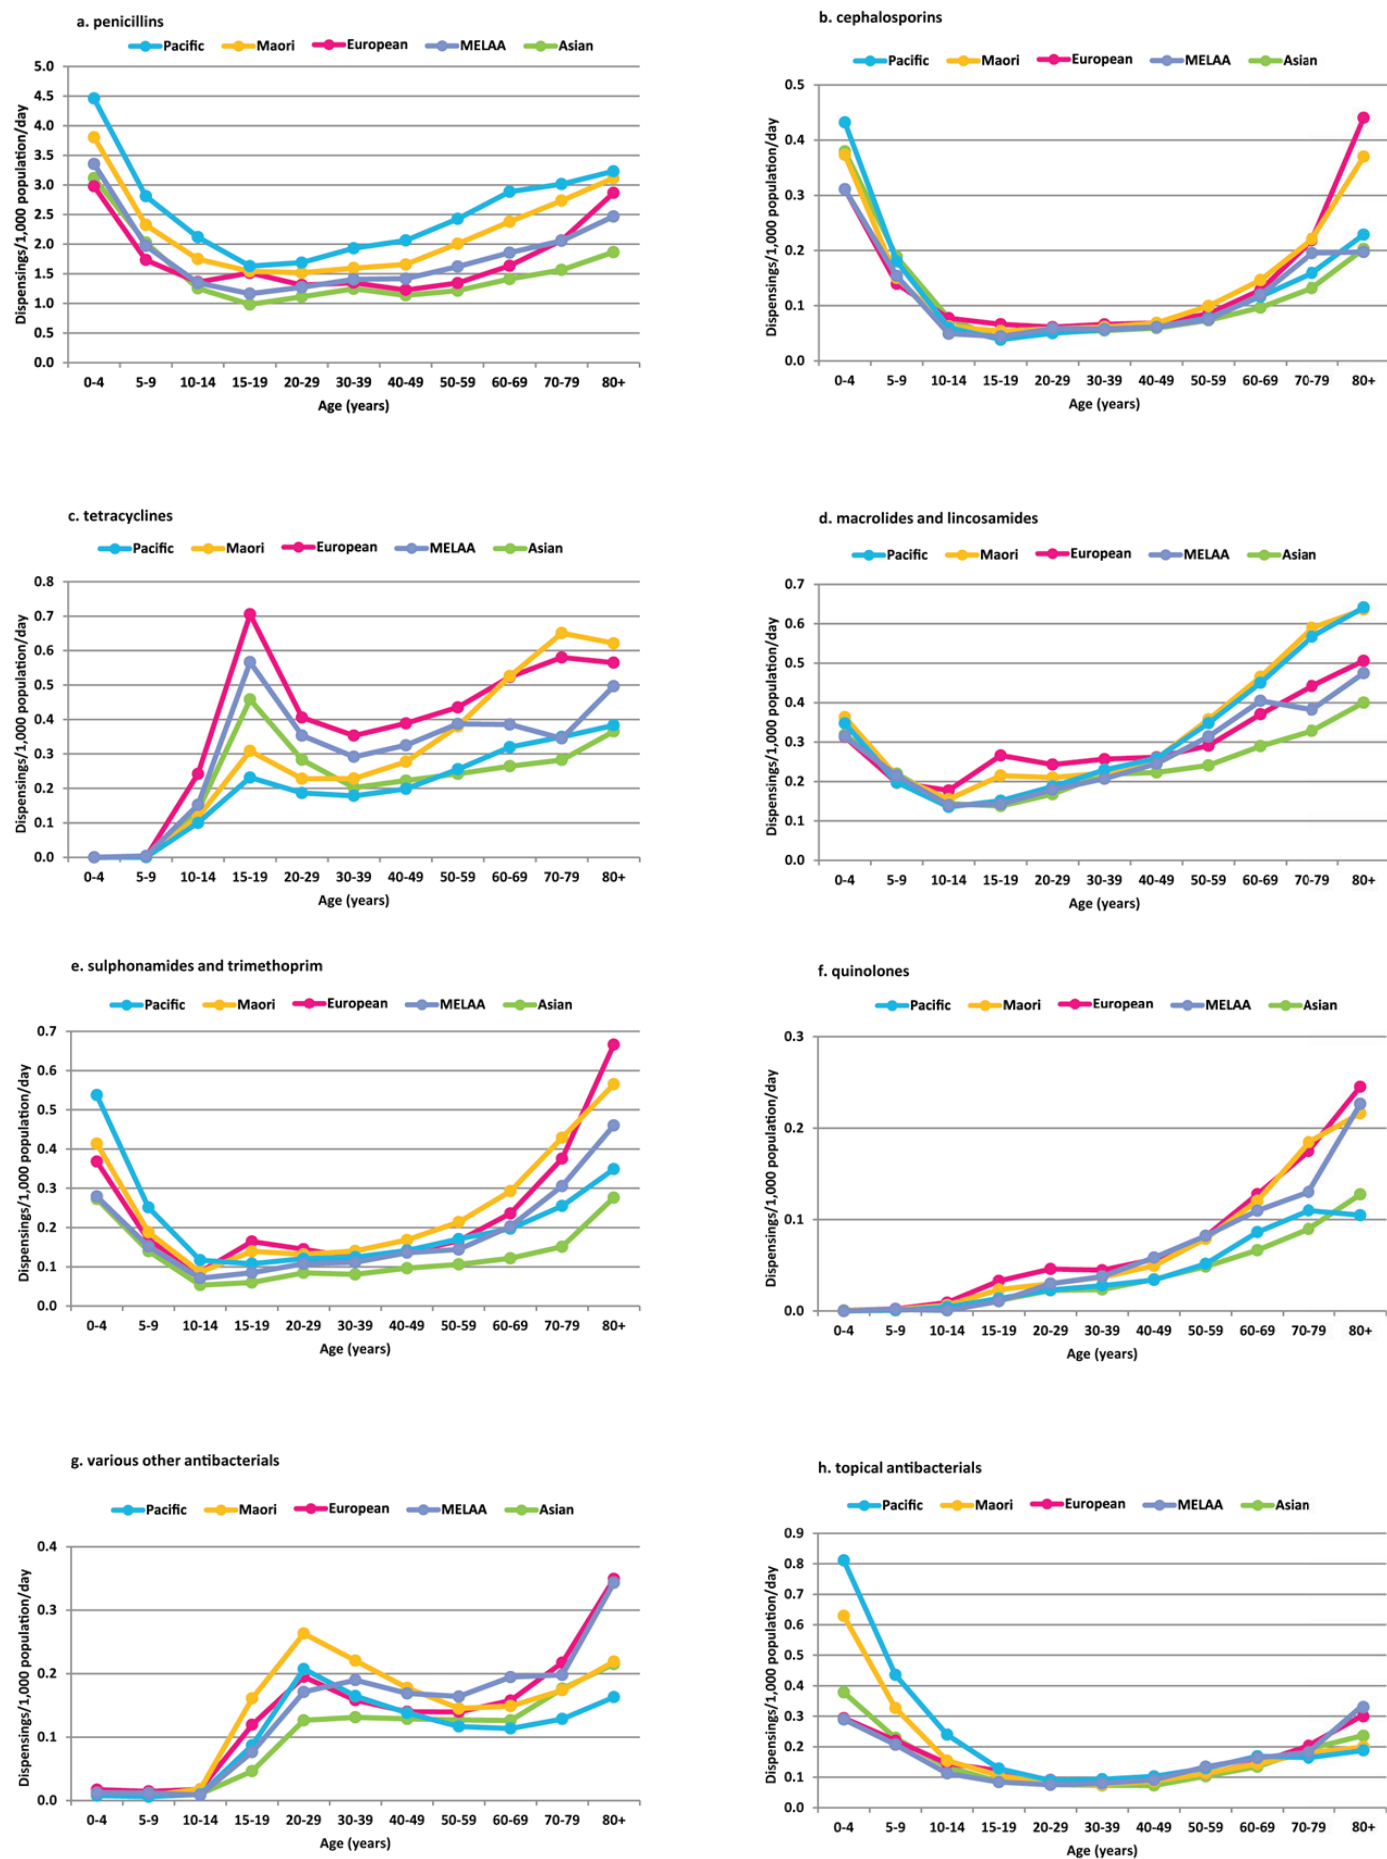 a. penicillins
Pacific Maori European MELAA Asian
Dispensings/1,000 population/day
5.0
4.5
4.0
3.5
3.0
2.5
2.0
1.5
1.0
0.5
0.0
0-4 5-9 10-14 15-19 20-29 30-39 40-49 50-59 60-69 70-79 80+
Age (years)
b. cephalosporins
Pacific Maori European MELAA Asian
Dispensings/1,000 population/day
0.5
0.4
0.3
0.2
0.1
0.0
0-4 5-9 10-14 15-19 20-29 30-39 40-49 50-59 60-69 70-79 80+
Age (years)
c. tetracyclines
Pacific Maori European MELAA Asian
Dispensings/1,000 population/day
0.8
0.7
0.6
0.5
0.4
0.3
0.2
0.1
0.0
0-4 5-9 10-14 15-19 20-29 30-39 40-49 50-59 60-69 70-79 80+
Age (years)
d. macrolides and lincosamides
Pacific Maori European MELAA Asian
Dispensings/1,000 population/day
0.7
0.6
0.5
0.4
0.3
0.2
0.1
0.0
0-4 5-9 10-14 15-19 20-29 30-39 40-49 50-59 60-69 70-79 80+
Age (years)
e. sulphonamides and trimethoprim
Pacific Maori European MELAA Asian
Dispensings/1,000 population/day
0.7
0.6
0.5
0.4
0.3
0.2
0.1
0.0
0-4 5-9 10-14 15-19 20-29 30-39 40-49 50-59 60-69 70-79 80+
Age (years)
f. quinolones
Pacific Maori European MELAA Asian
Dispensings/1,000 population/day
0.3
0.2
0.1
0.0
0-4 5-9 10-14 15-19 20-29 30-39 40-49 50-59 60-69 70-79 80+
Age (years)
g. various other antibacterials
Pacific Maori European MELAA Asian
Dispensings/1,000 population/day
0.4
0.3
0.2
0.1
0.0
0-4 5-9 10-14 15-19 20-29 30-39 40-49 50-59 60-69 70-79 80+
Age (years)
h. topical antibacterials
Pacific Maori European MELAA Asian
Dispensings/1,000 population/day
0.9
0.8
0.7
0.6
0.5
0.4
0.3
0.2
0.1
0.0
0-4 5-9 10-14 15-19 20-29 30-39 40-49 50-59 60-69 70-79 80+
Age (years)